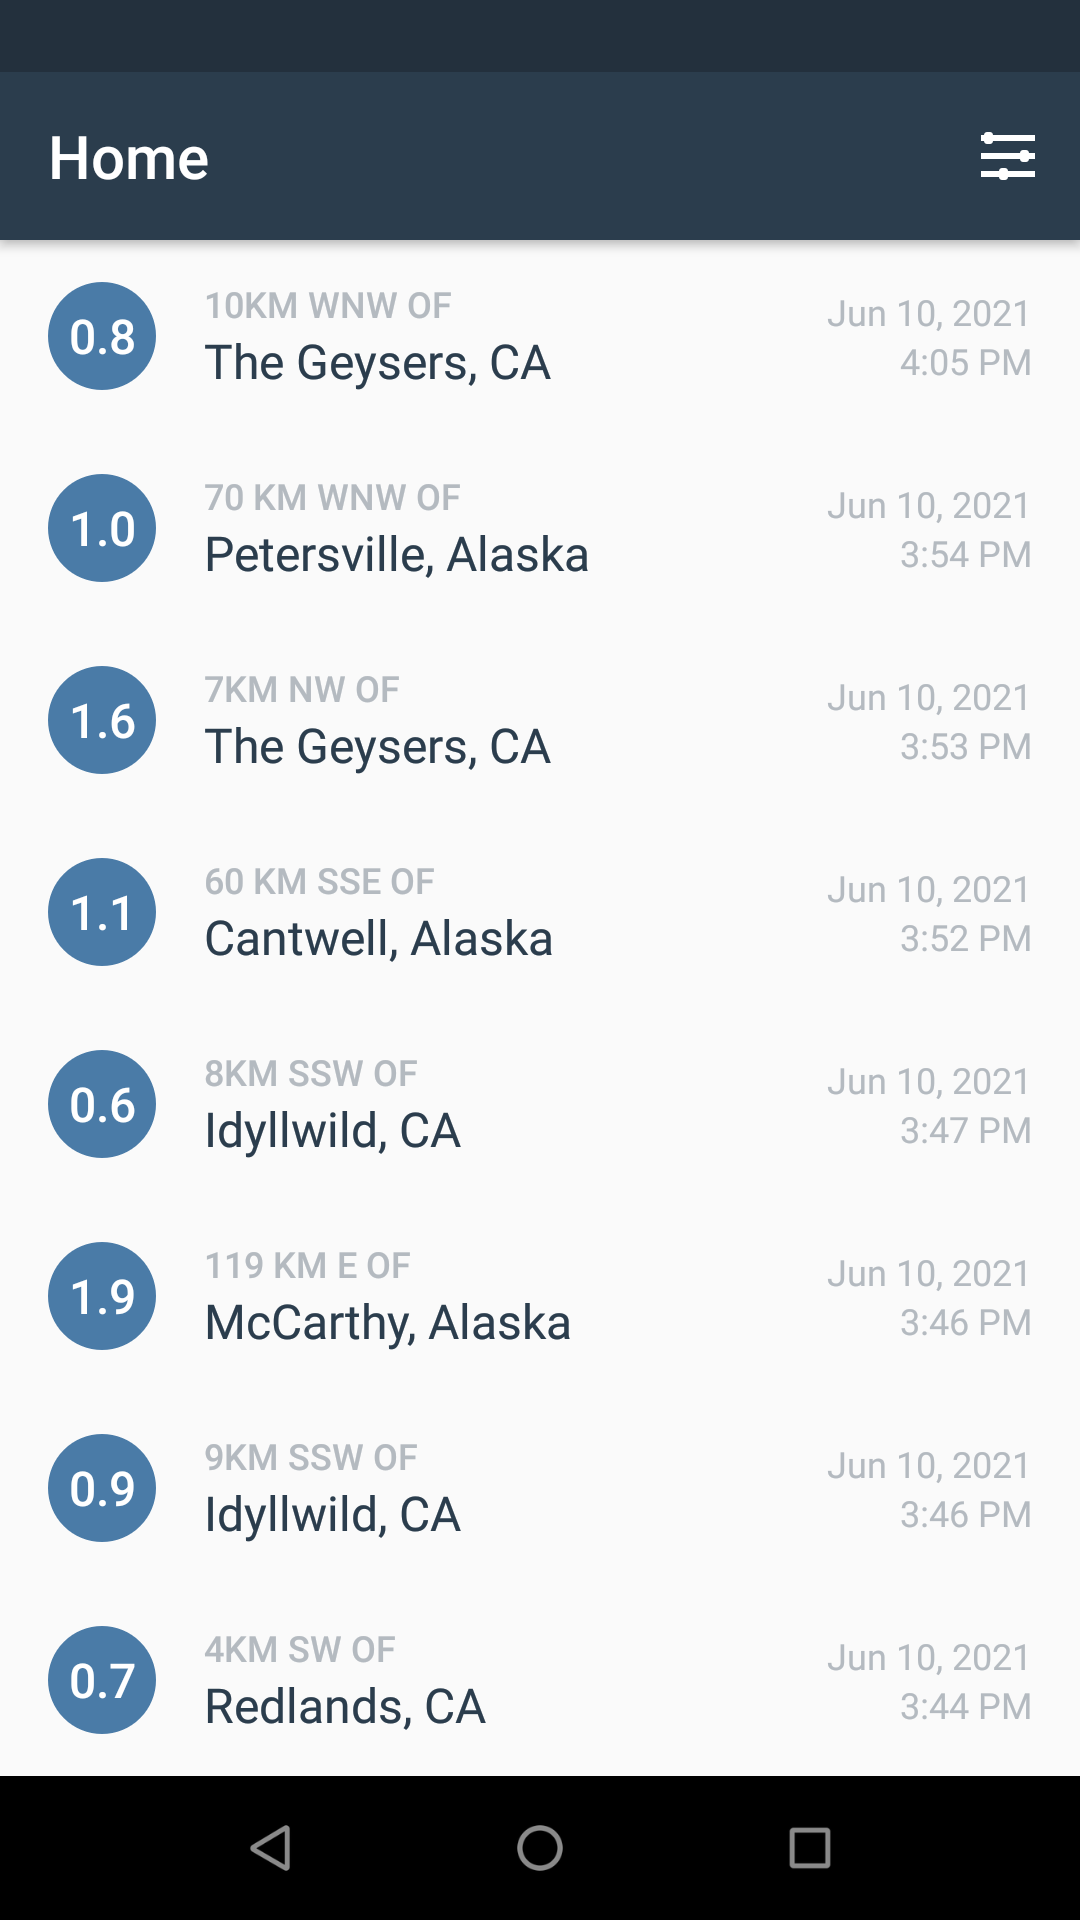 Home
0.8
10KM WNW OF
The Geysers, CA
Jun 10, 2021
4:05 PM
1.0
70 KM WNW OF
Petersville, Alaska
Jun 10, 2021
3:54 PM
1.6
7KM NW OF
The Geysers, CA
Jun 10, 2021
3:53 PM
1.1
60 KM SSE OF
Cantwell, Alaska
Jun 10, 2021
3:52 PM
0.6
8KM SSW OF
Idyllwild, CA
Jun 10, 2021
3:47 PM
1.9
119 KM E OF
McCarthy, Alaska
Jun 10, 2021
3:46 PM
0.9
9KM SSW OF
Idyllwild, CA
Jun 10, 2021
3:46 PM
0.7
4KM SW OF
Redlands, CA
Jun 10, 2021
3:44 PM